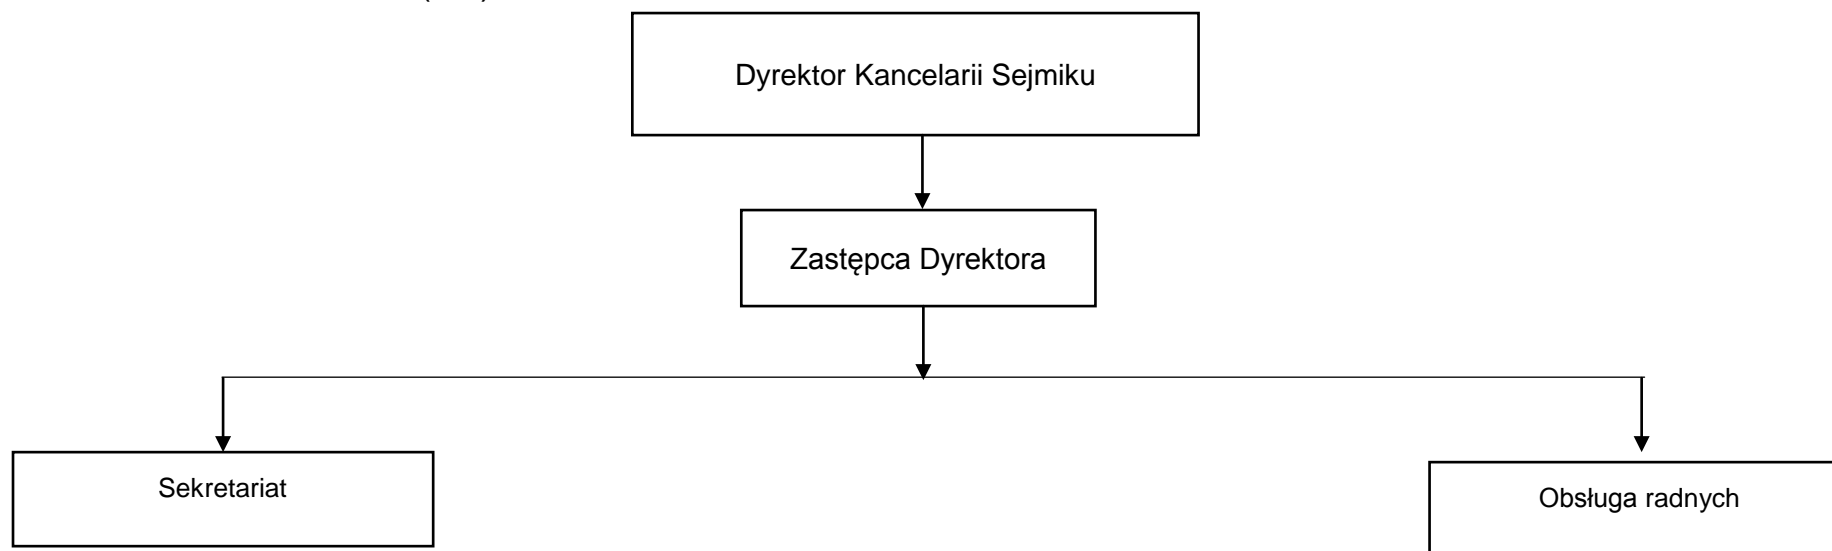 Dyrektor Kancelarii Sejmiku
Zastępca Dyrektora
Sekretariat
Obsługa radnych